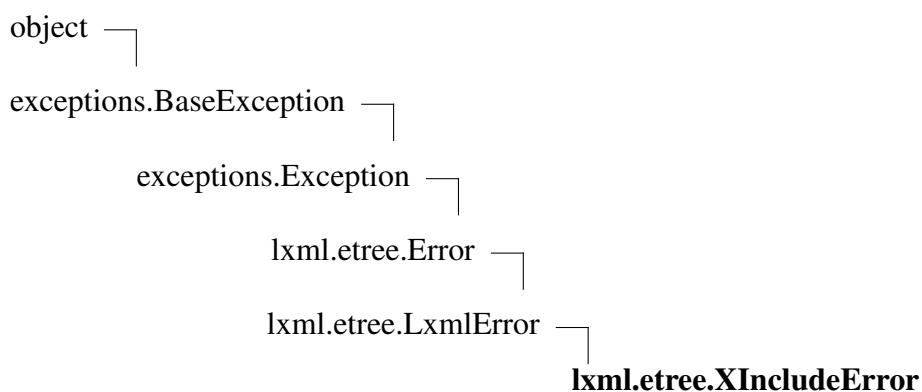 object
exceptions.BaseException
exceptions.Exception
lxml.etree.Error
lxml.etree.LxmlError
lxml.etree.XIncludeError